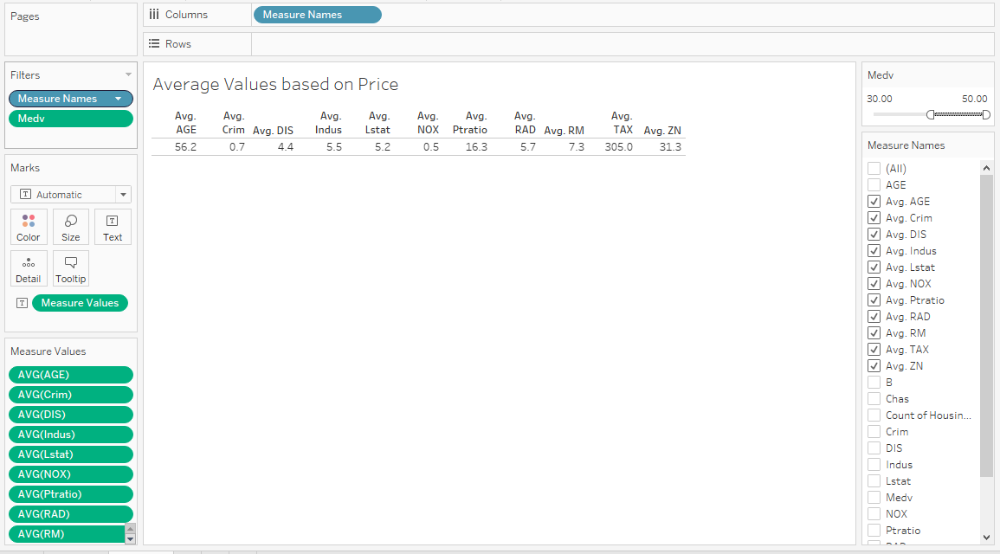 Pages
Columns
Measure Names
Rows
Filters
Measure Names
Medv
Marks
Automatic
Color
Size
Text
Detail
Tooltip
Measure Values
Measure Values
AVG(AGE)
AVG(Crim)
AVG(DIS)
AVG(Indus)
AVG(Lstat)
AVG(NOX)
AVG(Ptratio)
AVG(RAD)
AVG(RM)
Average Values based on Price
Avg. Avg. Avg. Avg. Avg. Avg. Avg. Avg.
AGE Crim Avg. DIS Indus Lstat NOX Ptratio RAD Avg. RM TAX Avg. ZN
56.2 0.7 4.4 5.5 5.2 0.5 16.3 5.7 7.3 305.0 31.3
Medv
30.00 50.00
Measure Names
(All)
AGE
Avg. AGE
Avg. Crim
Avg. DIS
Avg. Indus
Avg. Lstat
Avg. NOX
Avg. Ptratio
Avg. RAD
Avg. RM
Avg. TAX
Avg. ZN
B
Chas
Count of Housin...
Crim
DIS
Indus
Lstat
Medv
NOX
Ptratio